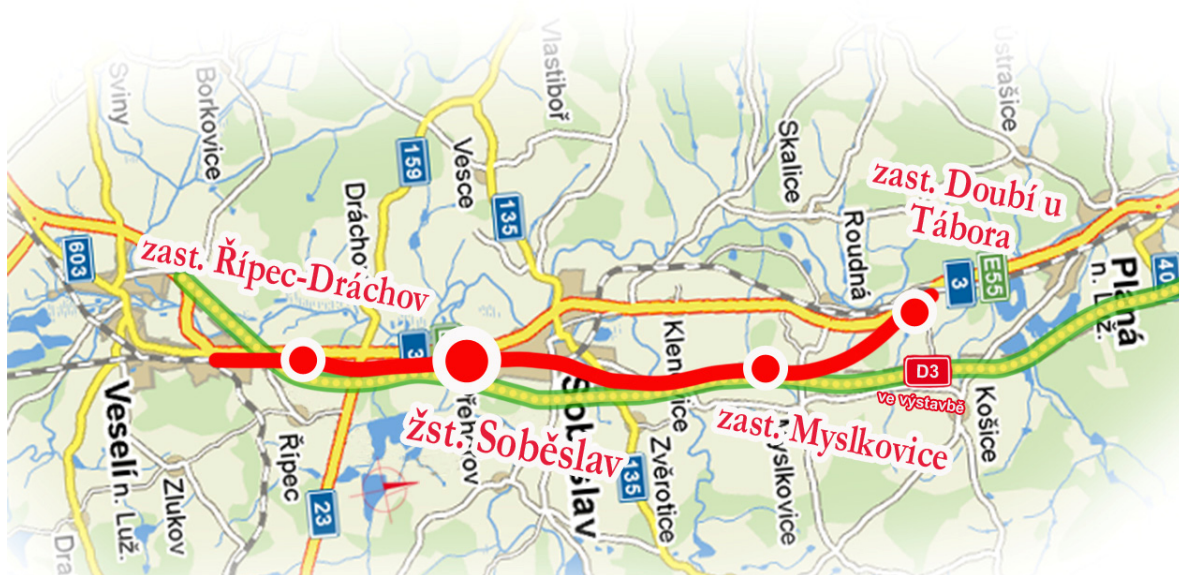 Sviny
Borkovice
Vlastiboř
Ústrašice
159
Vesce
135
Skalice
zast. Doubí u
Tábora
Roudná
603
zast. Řípec-Dráchov
3
E55
Planá
n. Luž.
40
3
D3
ve výstavbě
Veselí
n. Luž.
Zlukov
Řípec
23
žst. Soběslav
135
Zvěrotice
zast. Myslkovice
Myslkovice
Košice